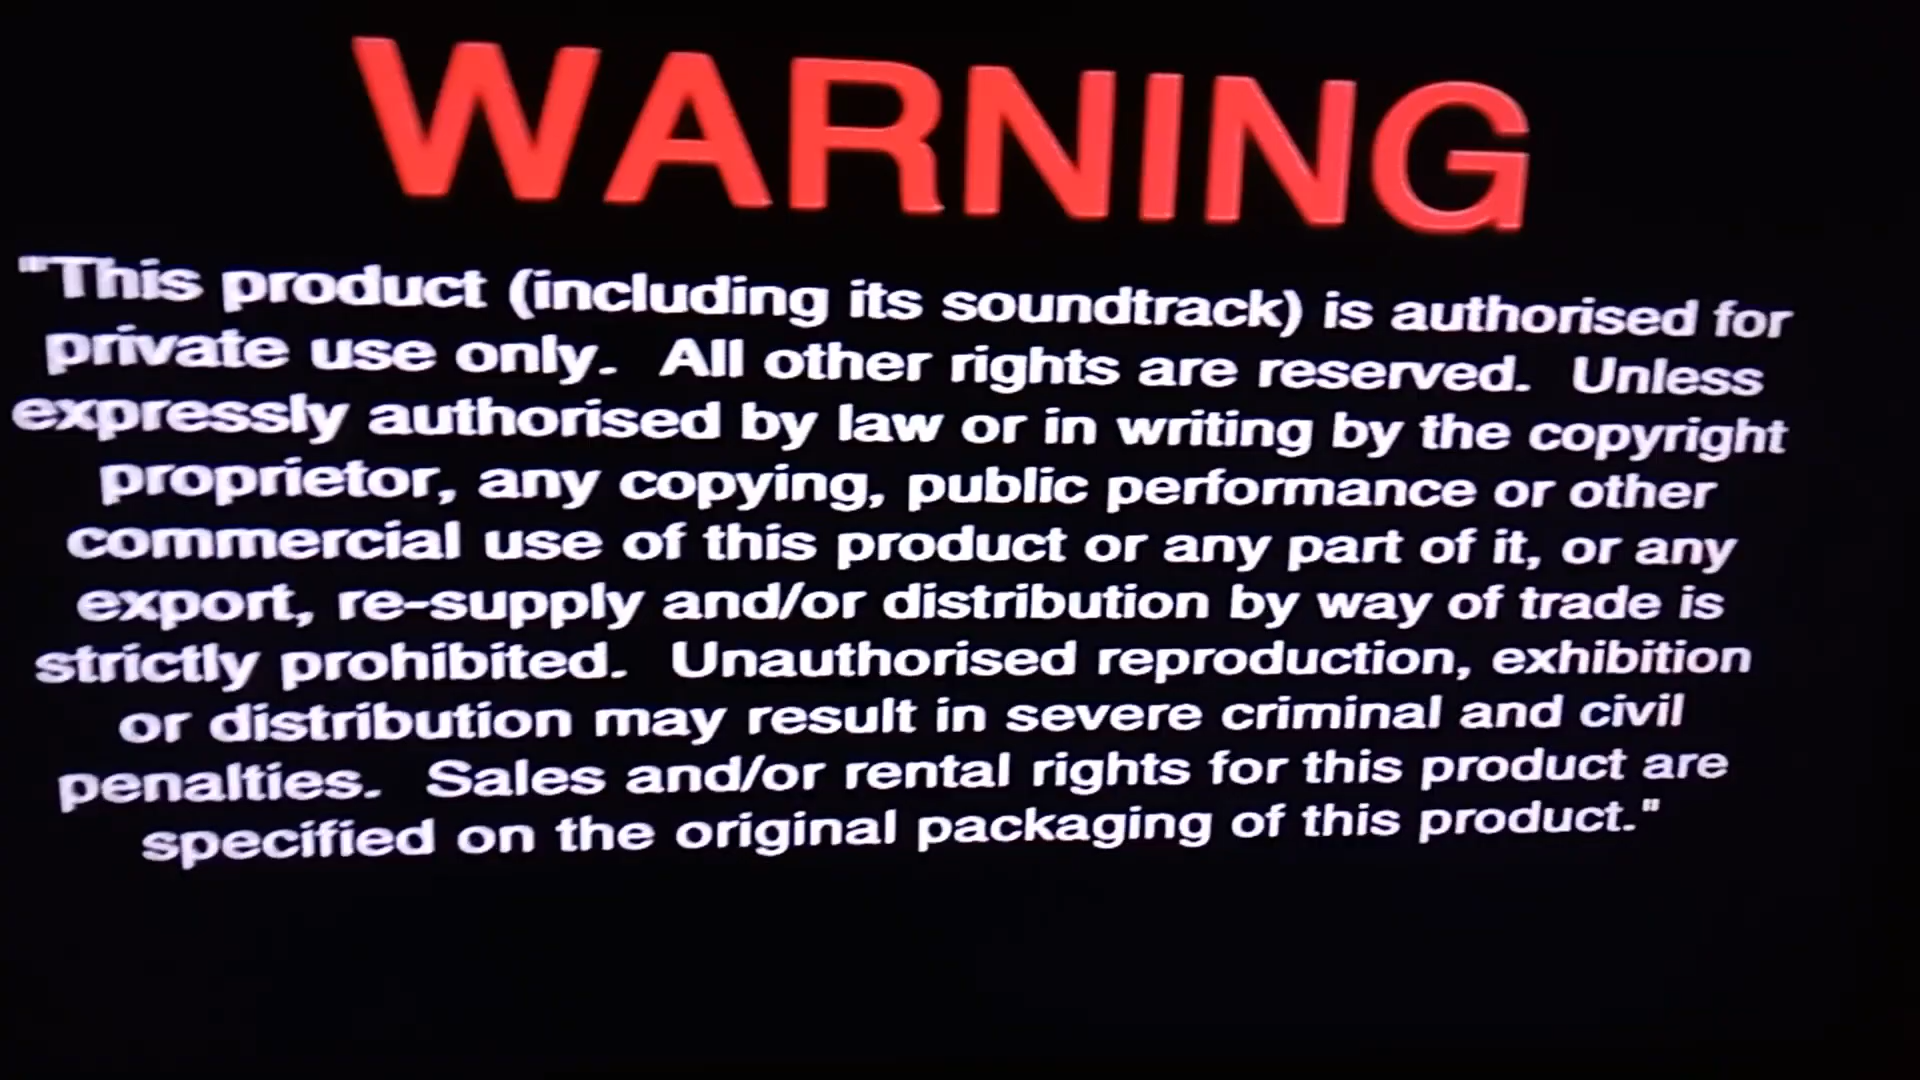 WARNING
"This product (including its soundtrack) is authorised for
private use only. All other rights are reserved. Unless
expressly authorised by law or in writing by the copyright
proprietor, any copying, public performance or other
commercial use of this product or any part of it, or any
export, re-supply and/or distribution by way of trade is
strictly prohibited. Unauthorised reproduction, exhibition
or distribution may result in severe criminal and civil
penalties. Sales and/or rental rights for this product are
specified on the original packaging of this product."